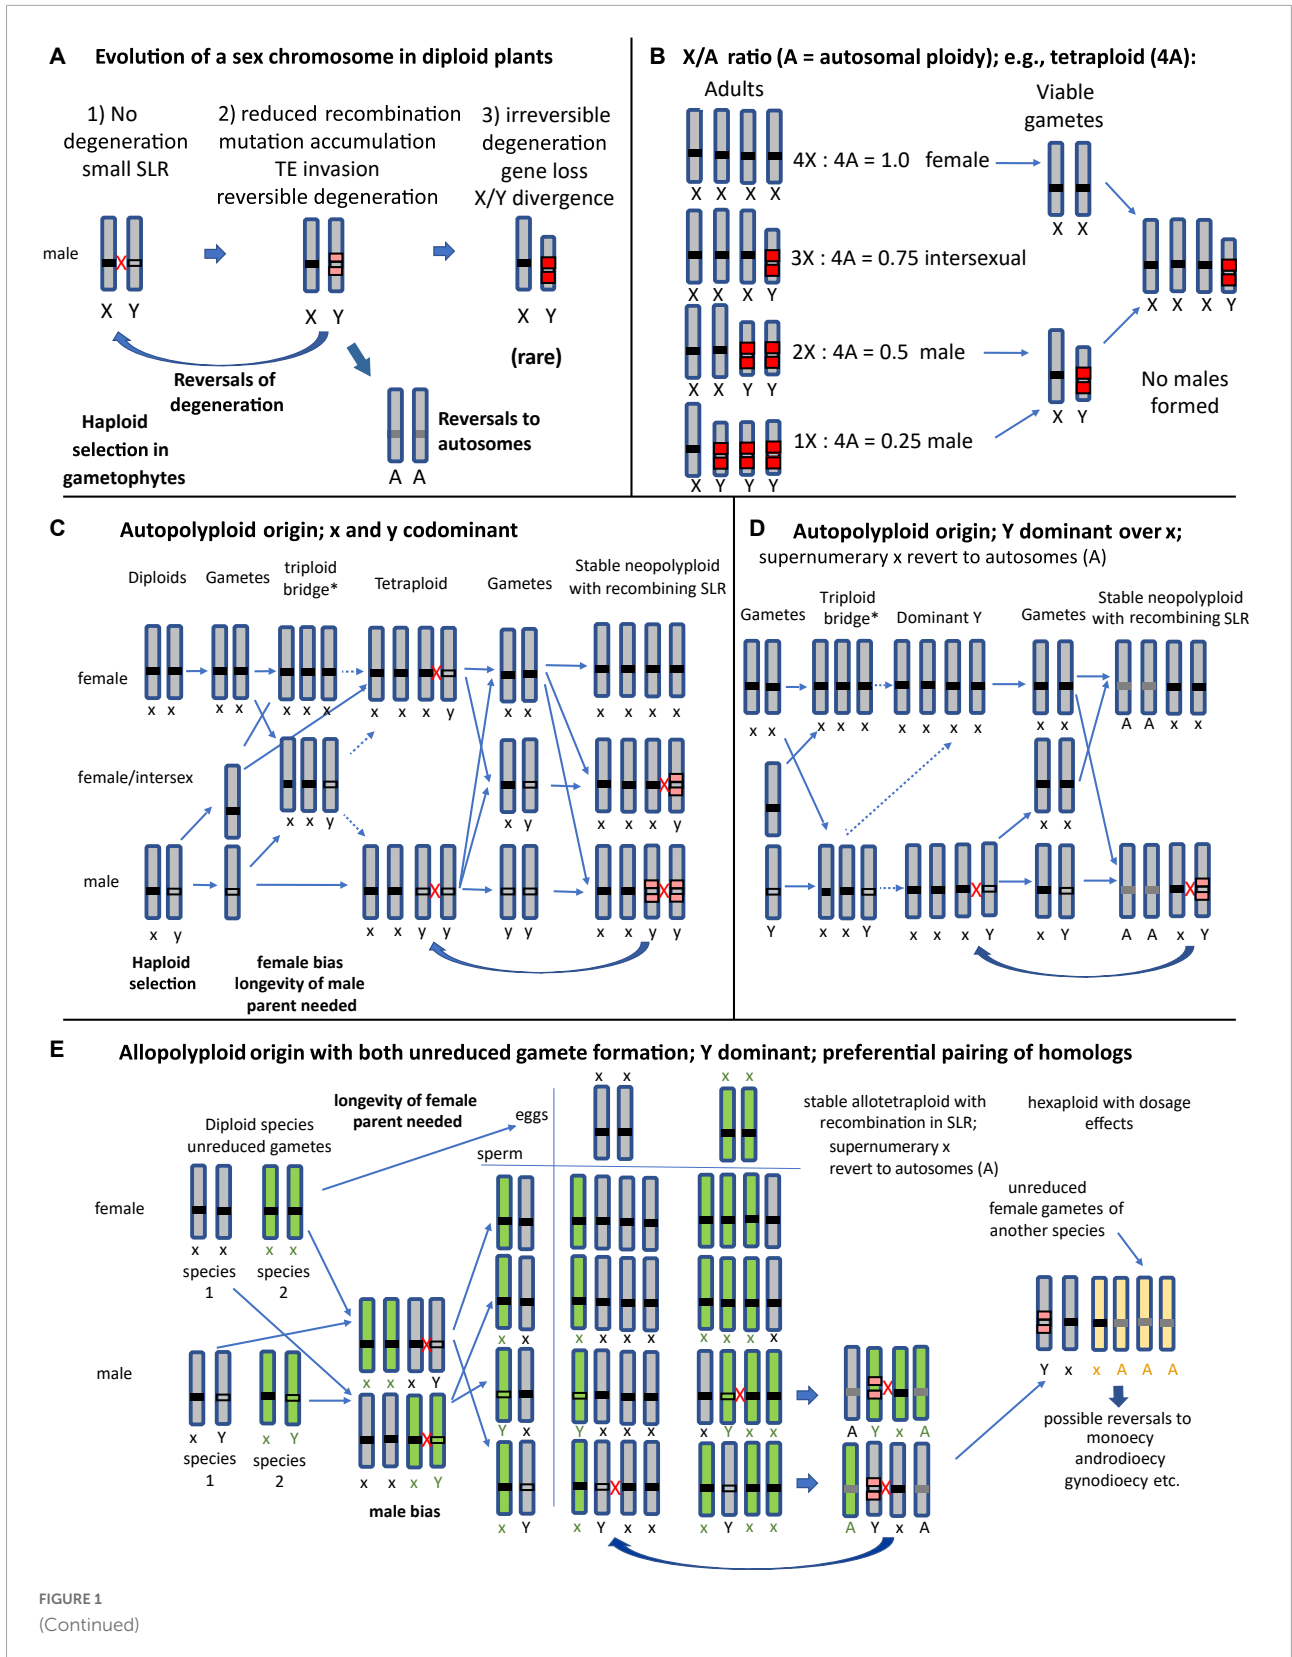 A Evolution of a sex chromosome in diploid plants
1) No
degeneration
small SLR
2) reduced recombination
mutation accumulation
TE invasion
reversible degeneration
3) irreversible
degeneration
gene loss
X/Y divergence
male
X
X Y
X Y
X Y
(rare)
Reversals of
degeneration
Haploid
selection in
gametophytes
Reversals to
autosomes
A A
B X/A ratio (A = autosomal ploidy); e.g., tetraploid (4A):
Adults
Viable
gametes
4X : 4A = 1.0 female
X X X X
X X
3X : 4A = 0.75 intersexual
X X X Y
X X X Y
2X : 4A = 0.5 male
X X Y Y
X Y
No males
formed
1X : 4A = 0.25 male
X Y Y Y
C Autopolyploid origin; x and y codominant
Diploids
Gametes
triploid
bridge*
Tetraploid
Gametes
Stable neopolyploid
with recombining SLR
female
X
x x
x x
x x x
x x x y
x x
x x x x
female/intersex
X
x x y
x y
x x x y
male
X
X
x y
x x y y
y y
x x y y
Haploid
selection
female bias
longevity of male
parent needed
D Autopolyploid origin; Y dominant over x;
supernumerary x revert to autosomes (A)
Gametes
Triploid
bridge*
Dominant Y
Gametes
Stable neopolyploid
with recombining SLR
x x
x x x
x x x x
x x
A A x x
x x
X
X
Y
x x Y
x x x Y
x Y
A A x Y
E Allopolyploid origin with both unreduced gamete formation; Y dominant; preferential pairing of homologs
longevity of female
parent needed
Diploid species
unreduced gametes
eggs
sperm
x x
x x
stable allotetraploid with
recombination in SLR;
supernumerary x
revert to autosomes (A)
hexaploid with dosage
effects
unreduced
female gametes of
another species
female
x x
x x
species
1
species
2
male
x Y
x Y
species
1
species
2
X
x x x Y
X
x x x Y
male bias
x x
x x x x
x x x x
X
Y x
Y x x x
x Y x x
X
A Y x A
X
x Y
x Y x x
x Y x x
X
A Y x A
Y x x A A A
possible reversals to
monoecy
androdioecy
gynodioecy etc.
FIGURE 1
(Continued)